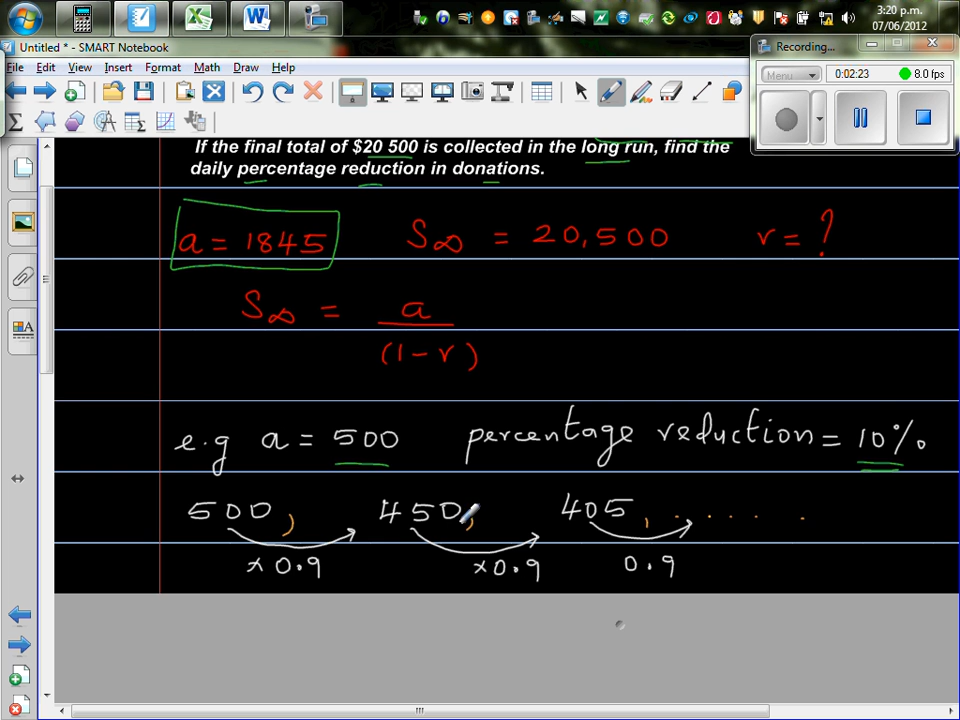 3:20 p.m.
07/06/2012
Untitled * - SMART Notebook
Recording...
File Edit View Insert Format Math Draw Help
Menu
0:02:23
8.0 fps
If the final total of $20 500 is collected in the long run, find the
daily percentage reduction in donations.
a = 1845 S∞ = 20,500 r = ?
S∞ = a
(1 - r)
e.g a = 500 percentage reduction = 10%
500, 450, 405, . . . . .
×0.9 ×0.9 0.9